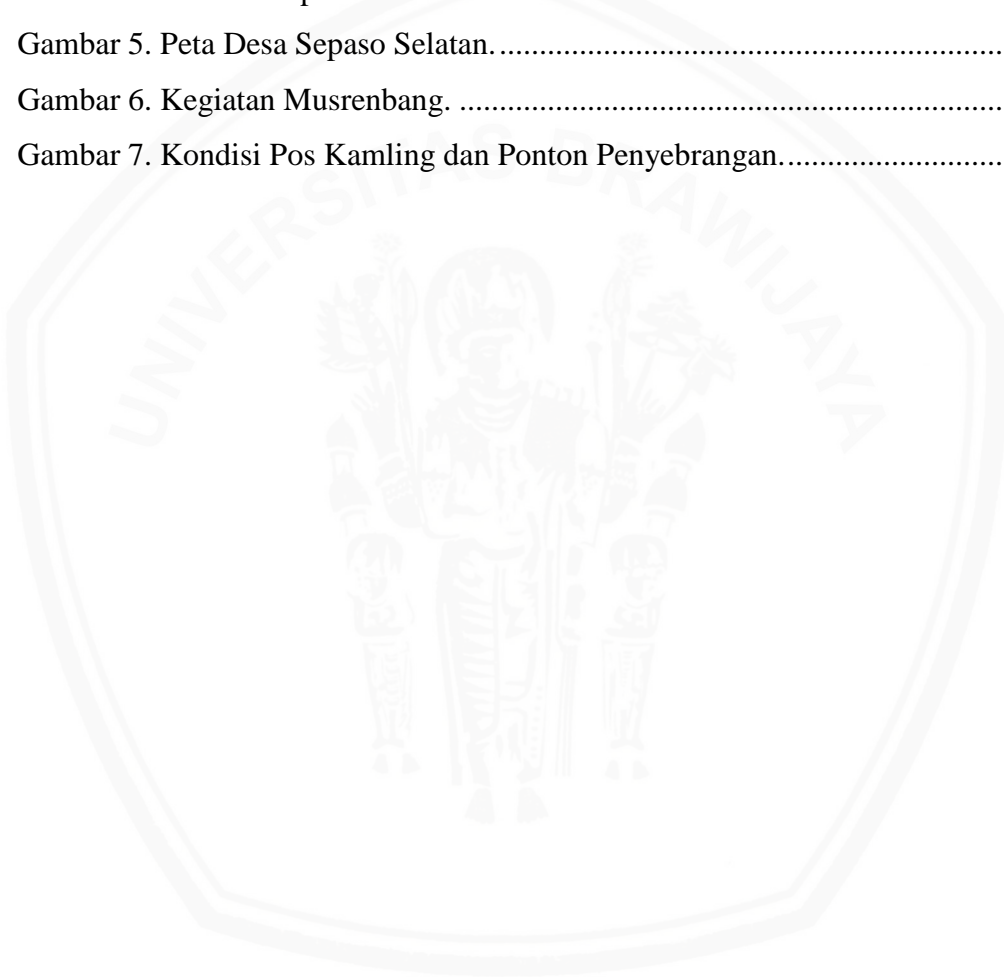 Gambar 5. Peta Desa Sepaso Selatan. ................................................................
Gambar 6. Kegiatan Musrenbang. .....................................................................
Gambar 7. Kondisi Pos Kamling dan Ponton Penyebrangan. ...........................
UNIVERSITAS BRAWIJAYA